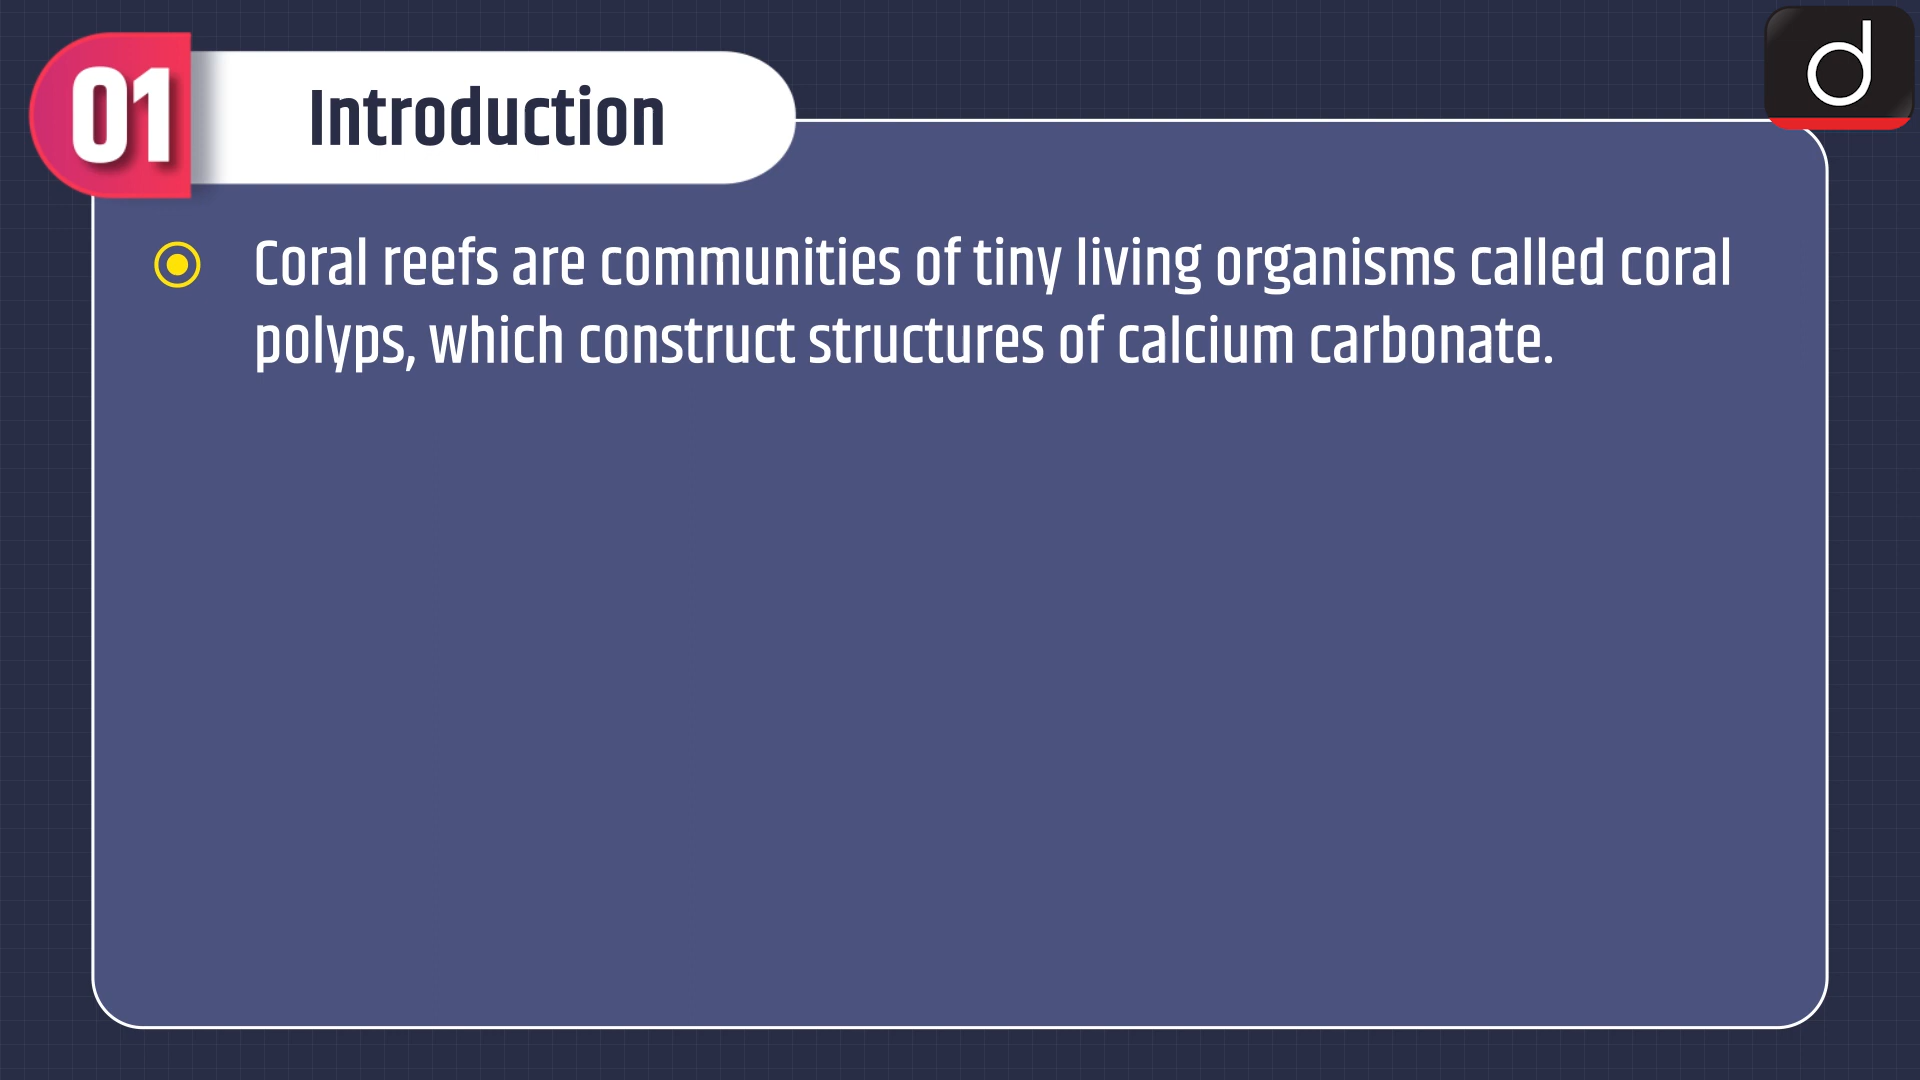 01
Introduction
Coral reefs are communities of tiny living organisms called coral
polyps, which construct structures of calcium carbonate.
d